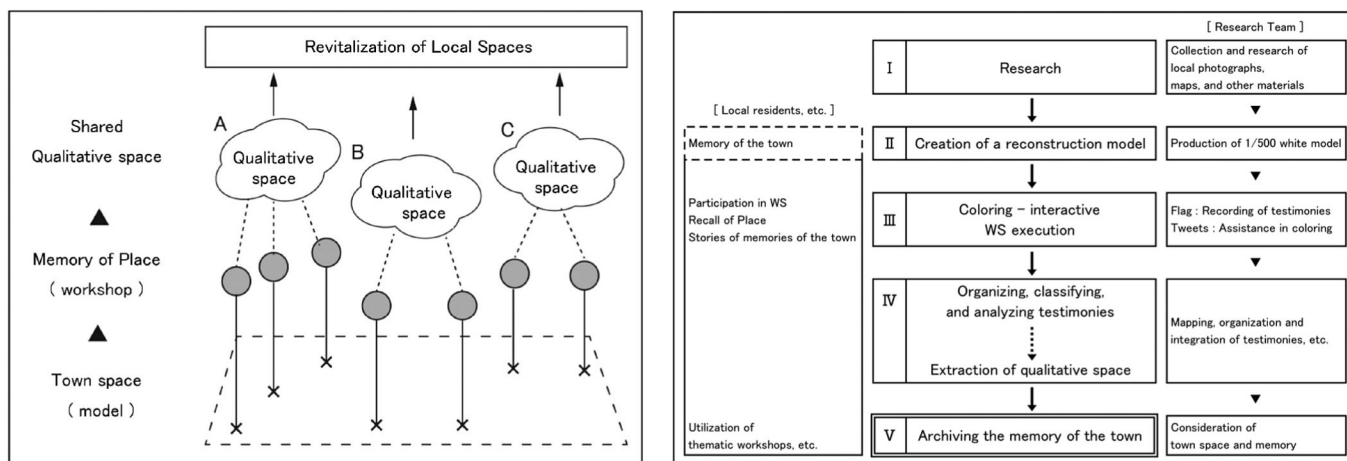 Revitalization of Local Spaces
Shared
Qualitative space
Memory of Place
( workshop )
Town space
( model )
A
Qualitative
space
B
Qualitative
space
C
Qualitative
space
[ Research Team ]
[ Local residents, etc. ]
I
Research
Collection and research of
local photographs,
maps, and other materials
Memory of the town
II
Creation of a reconstruction model
Production of 1/500 white model
Participation in WS
Recall of Place
Stories of memories of the town
III
Coloring - interactive
WS execution
Flag : Recording of testimonies
Tweets : Assistance in coloring
IV
Organizing, classifying,
and analyzing testimonies
Extraction of qualitative space
Mapping, organization and
integration of testimonies, etc.
Utilization of
thematic workshops, etc.
V
Archiving the memory of the town
Consideration of
town space and memory